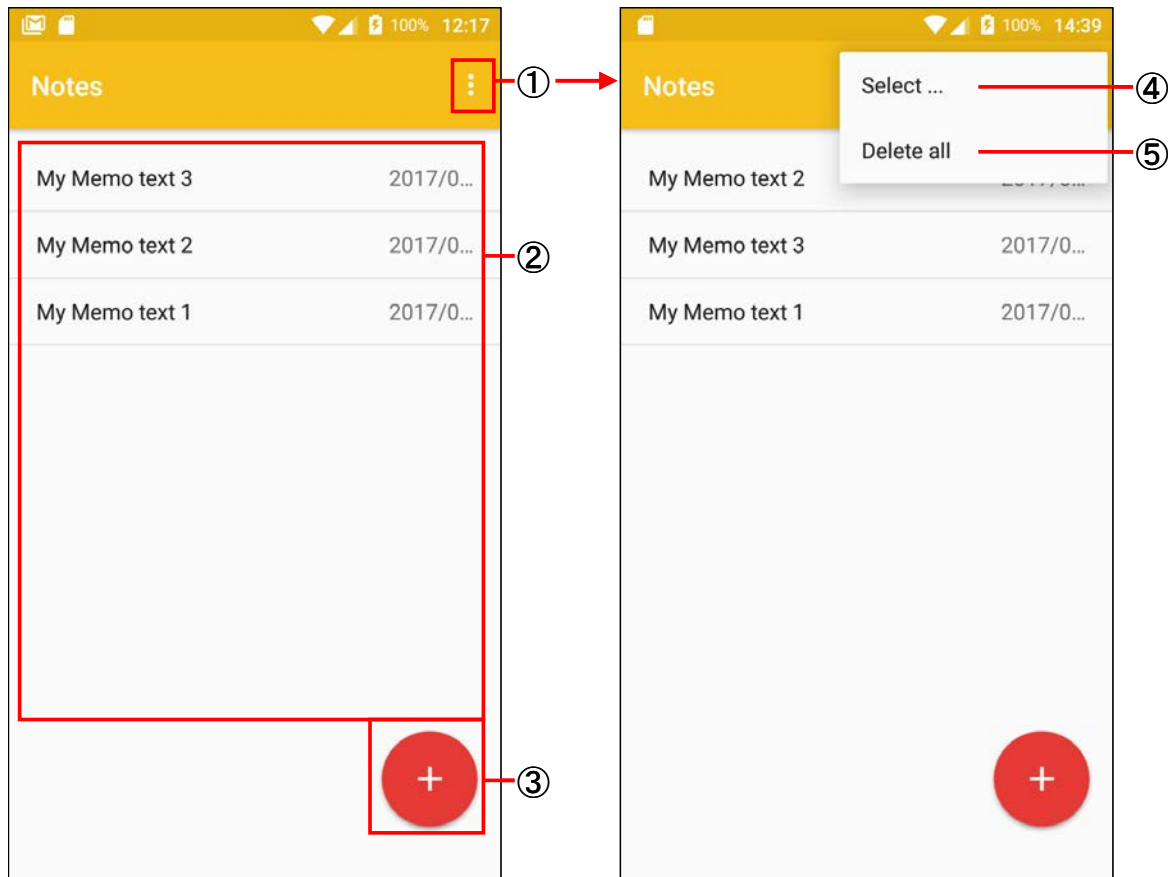 100% 12:17
Notes
①
My Memo text 3 2017/0...
My Memo text 2 2017/0...
②
My Memo text 1 2017/0...
+
③
100% 14:39
Notes
Select ...
④
Delete all
⑤
My Memo text 2
My Memo text 3 2017/0...
My Memo text 1 2017/0...
+